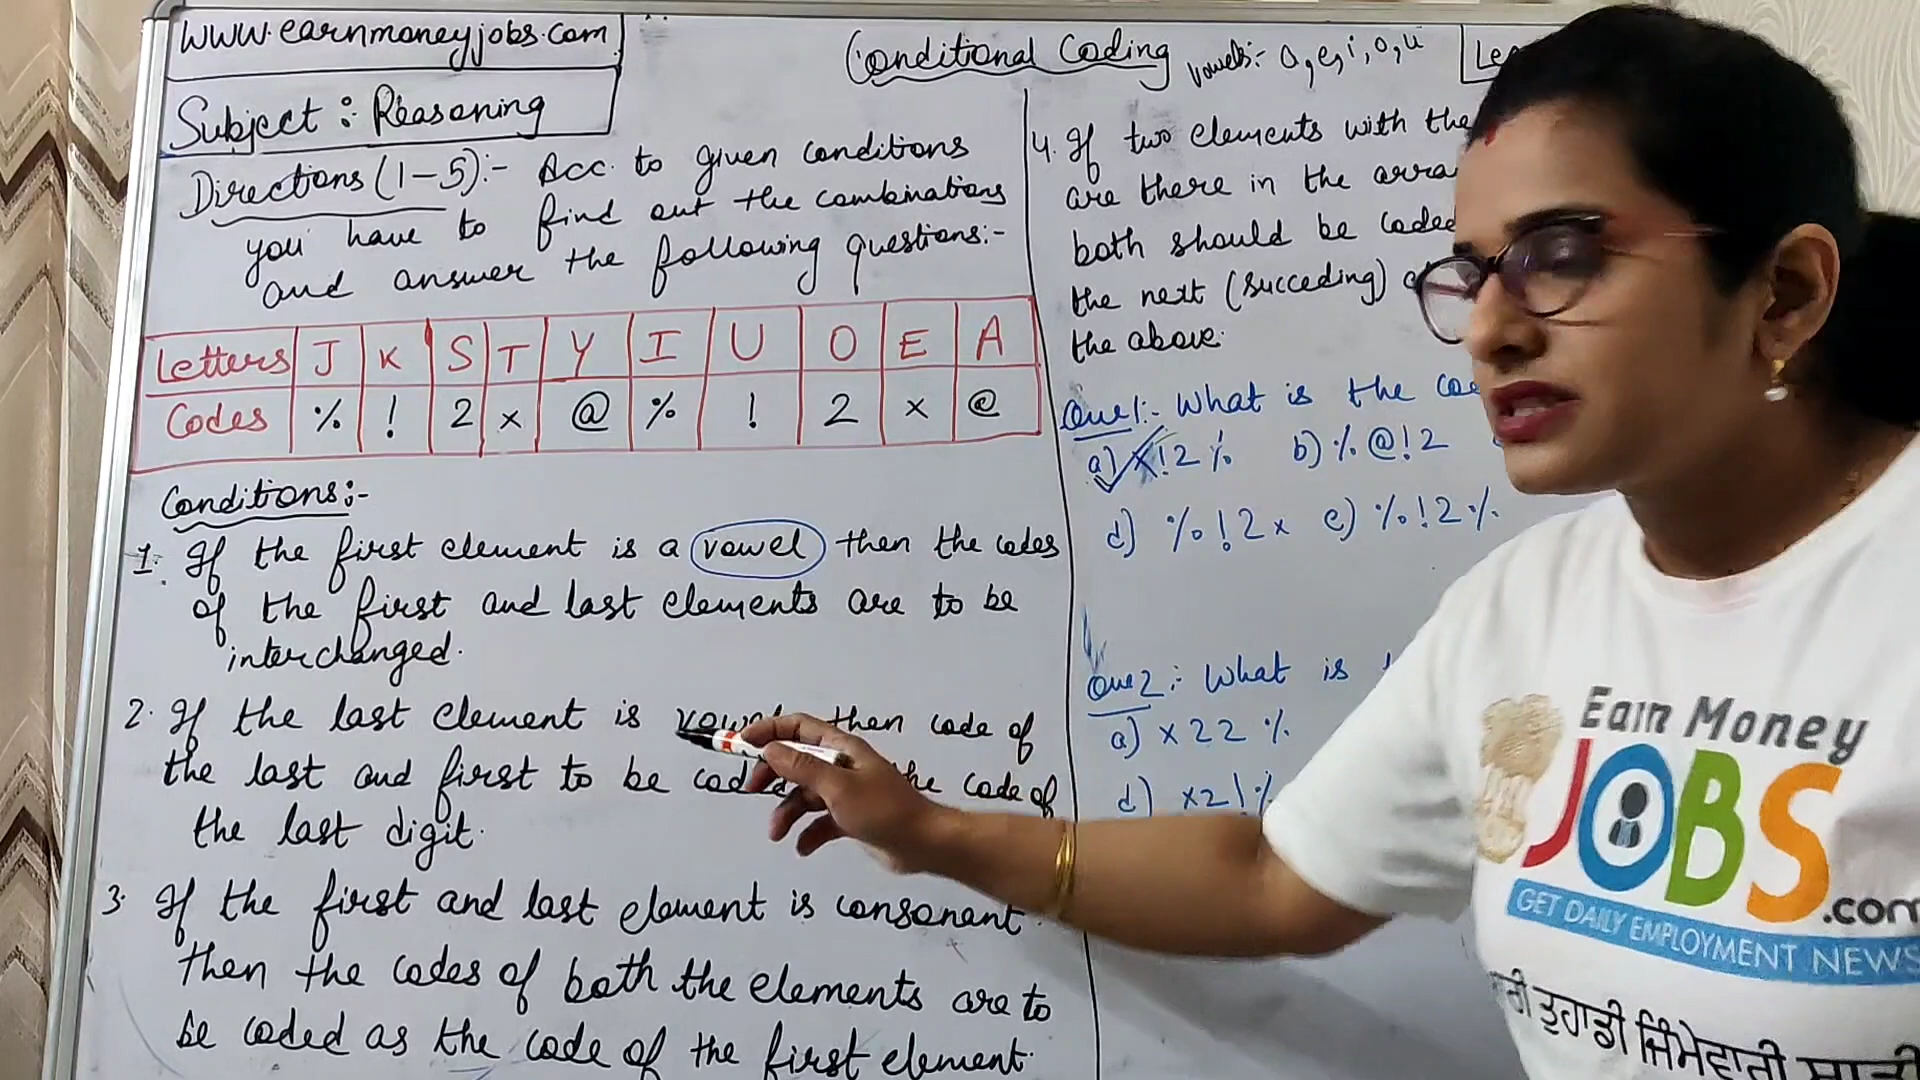 www.earnmoneyjobs.com
Conditional Coding
vowels:- a, e, i, o, u
Subject: Reasoning
Directions (1-5):- Acc. to given conditions
you have to find out the combinations
and answer the following questions:-
Letters J K S T Y I U O E A
Codes % ! 2 × @ % ! 2 × @
Conditions:-
1. If the first element is a vowel then the codes
of the first and last elements are to be
interchanged.
2. If the last element is vowel then code of
the last and first to be the code of
the last digit.
3. If the first and last element is consonant
then the codes of both the elements are to
be coded as the code of the first element.
4. If two elements with the
are there in the
both should be
the next (succeding)
the above.
Que1:- What is the
a) ×!2% b) %@!2
d) %!2× e) %!2%
Que2:- What is
a) ×22%
d) ×2!%
Earn Money
JOBS.com
GET DAILY EMPLOYMENT NEWS
ਤੁਹਾਡੀ ਜਿੰਮੇਵਾਰੀ